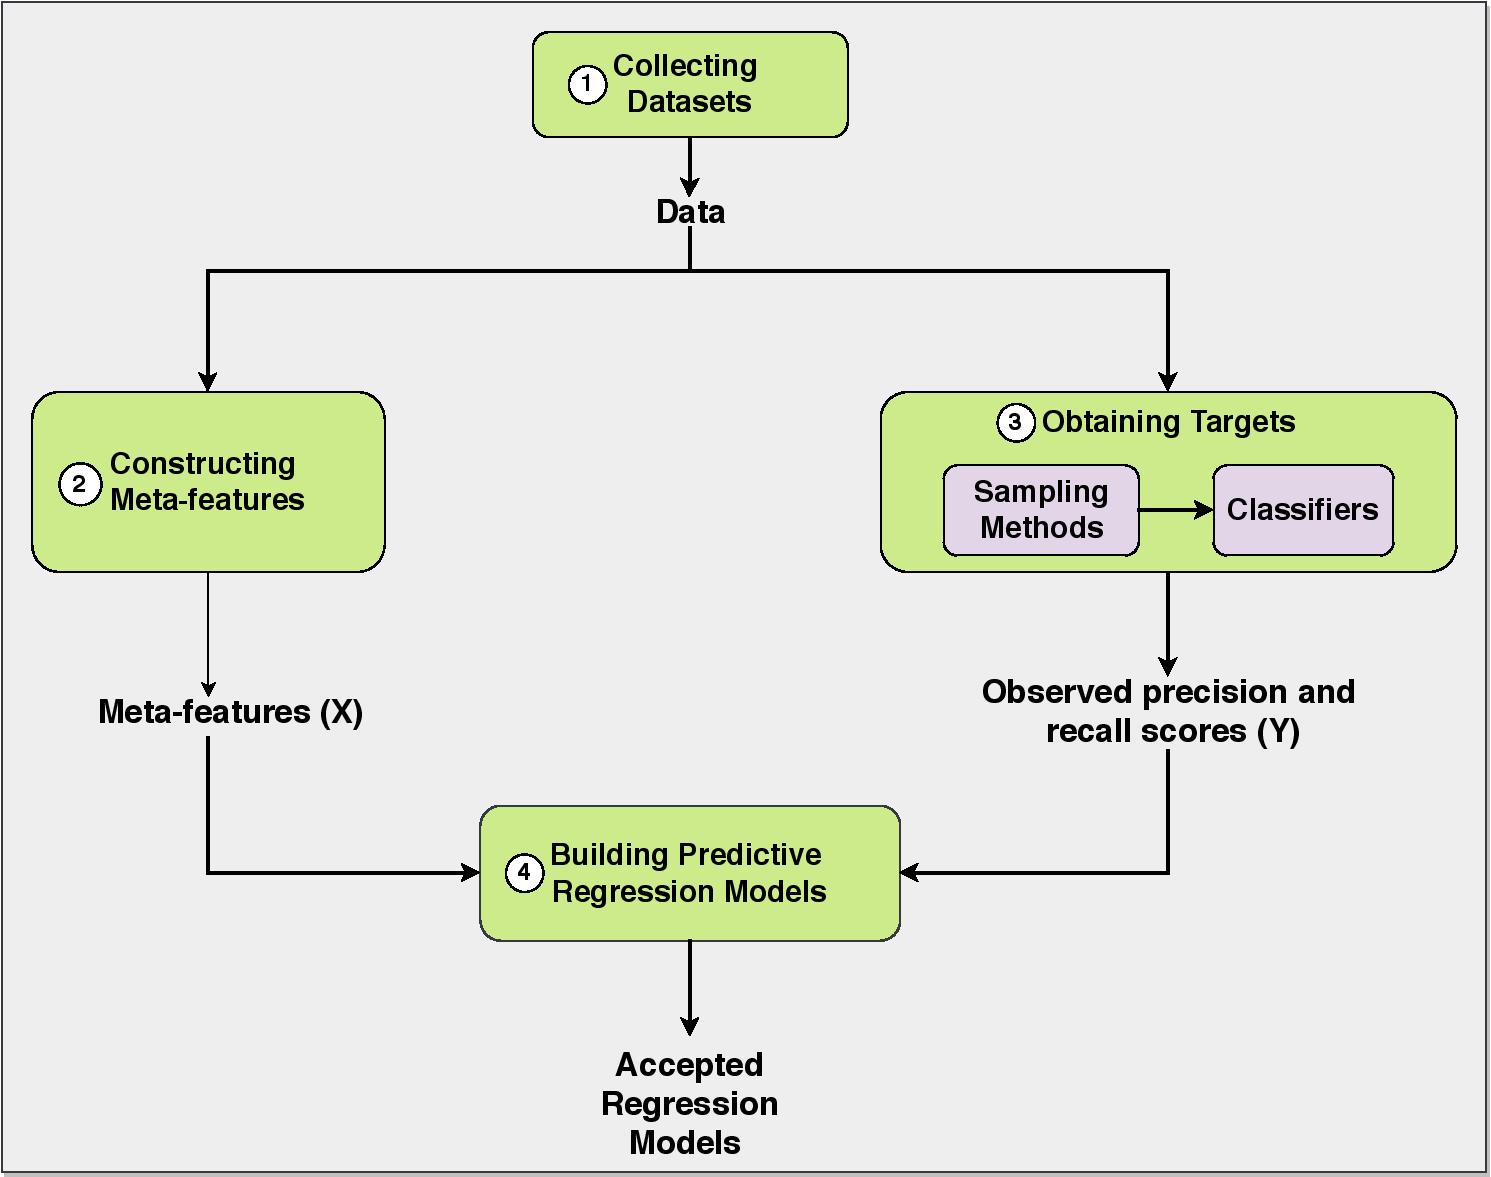 1
Collecting
Datasets
Data
2
Constructing
Meta-features
3 Obtaining Targets
Sampling
Methods
Classifiers
Meta-features (X)
Observed precision and
recall scores (Y)
4
Building Predictive
Regression Models
Accepted
Regression
Models